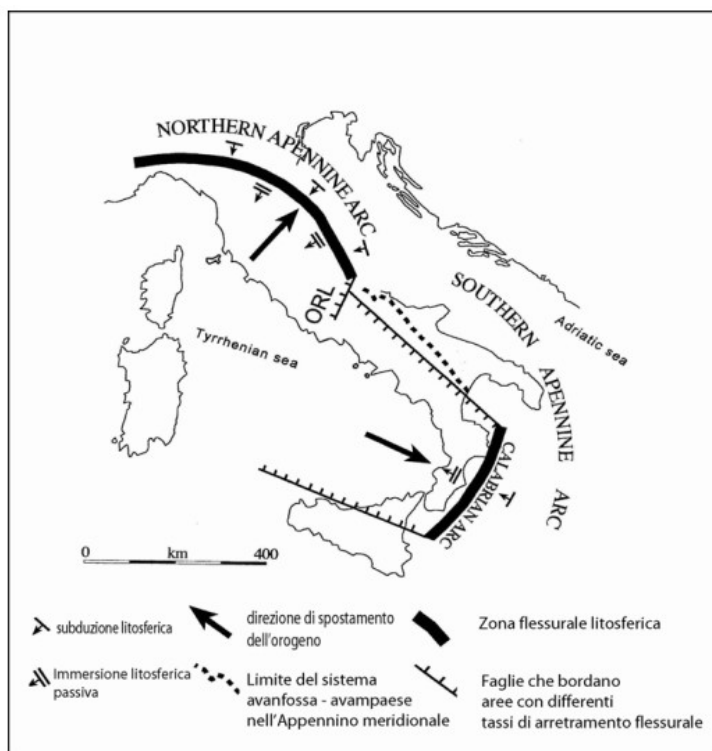 NORTHERN APENNINE ARC
ORL
SOUTHERN APENNINE ARC
Adriatic sea
Tyrrhenian sea
CALABRIAN ARC
0 km 400
subduzione litosferica
direzione di spostamento
dell'orogeno
Zona flessurale litosferica
Immersione litosferica
passiva
Limite del sistema
avanfossa - avampaese
nell'Appennino meridionale
Faglie che bordano
aree con differenti
tassi di arretramento flessurale